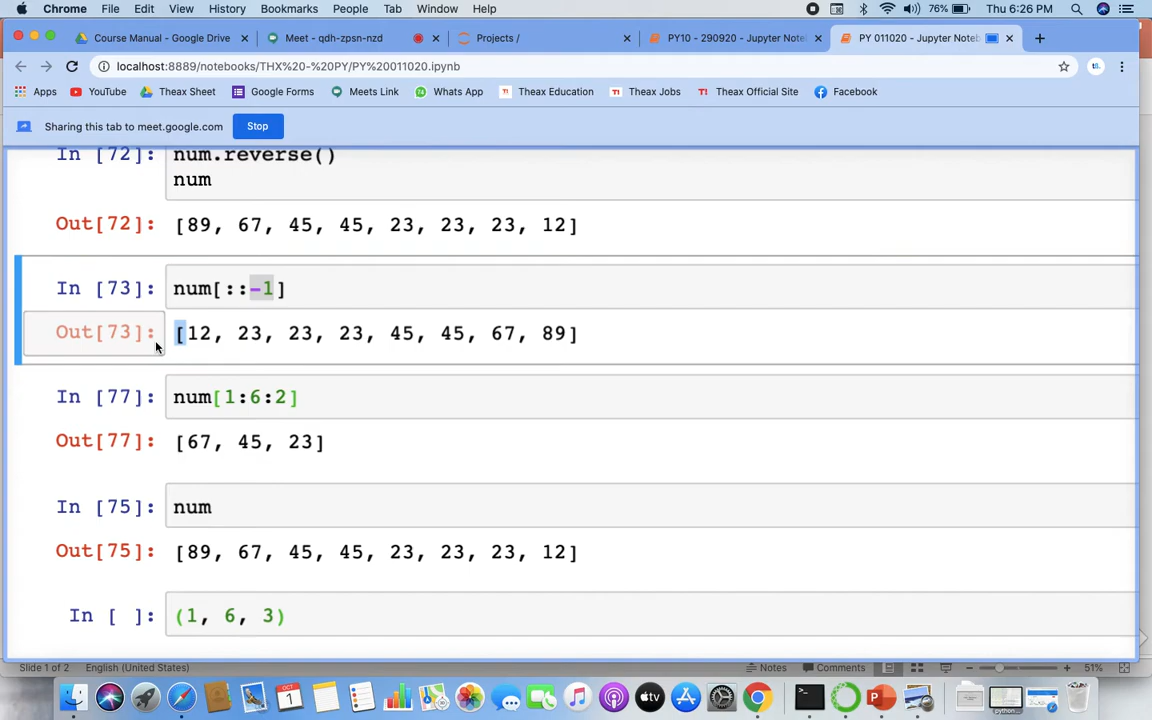 Chrome File Edit View History Bookmarks People Tab Window Help 76% Thu 6:26 PM
Course Manual - Google Drive × Meet - qdh-zpsn-nzd × Projects / × PY10 - 290920 - Jupyter Note × PY 011020 - Jupyter Noteb × +
localhost:8889/notebooks/THX%20-%20PY/PY%20011020.ipynb
Apps YouTube Theax Sheet Google Forms Meets Link Whats App Theax Education Theax Jobs Theax Official Site Facebook
Sharing this tab to meet.google.com Stop
In [72]: num.reverse()
num
Out[72]: [89, 67, 45, 45, 23, 23, 23, 12]
In [73]: num[::-1]
Out[73]: [12, 23, 23, 23, 45, 45, 67, 89]
In [77]: num[1:6:2]
Out[77]: [67, 45, 23]
In [75]: num
Out[75]: [89, 67, 45, 45, 23, 23, 23, 12]
In [ ]: (1, 6, 3)
Slide 1 of 2 English (United States) Notes Comments 51%